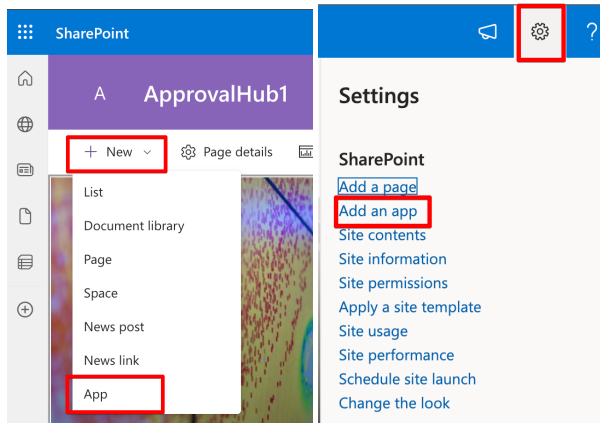 SharePoint
A ApprovalHub1
+ New Page details
List
Document library
Page
Space
News post
News link
App
?
Settings
SharePoint
Add a page
Add an app
Site contents
Site information
Site permissions
Apply a site template
Site usage
Site performance
Schedule site launch
Change the look